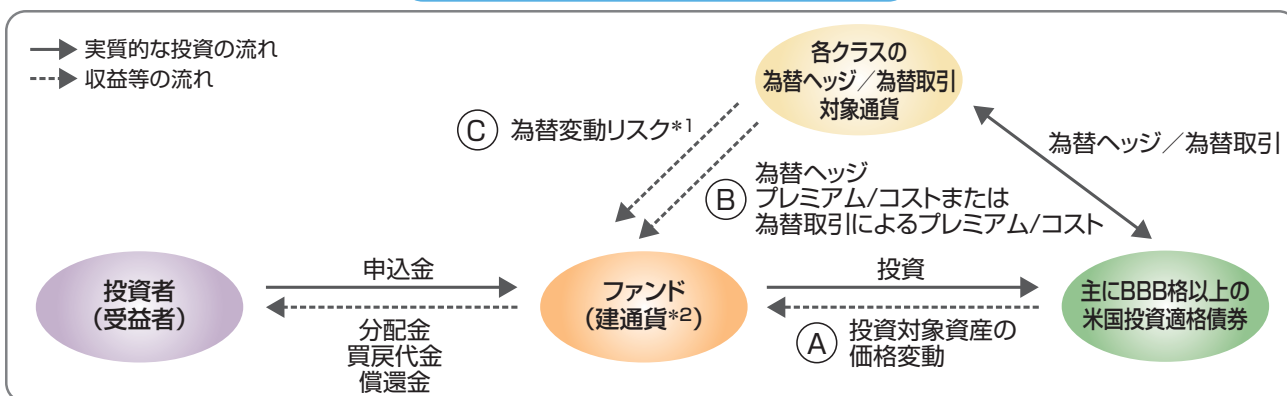 実質的な投資の流れ
収益等の流れ
各クラスの
為替ヘッジ／為替取引
対象通貨
C 為替変動リスク*1
為替ヘッジ／為替取引
B 為替ヘッジ
プレミアム/コストまたは
為替取引によるプレミアム/コスト
投資者
（受益者）
申込金
分配金
買戻代金
償還金
ファンド
（建通貨*2）
投資
A 投資対象資産の
価格変動
主にBBB格以上の
米国投資適格債券